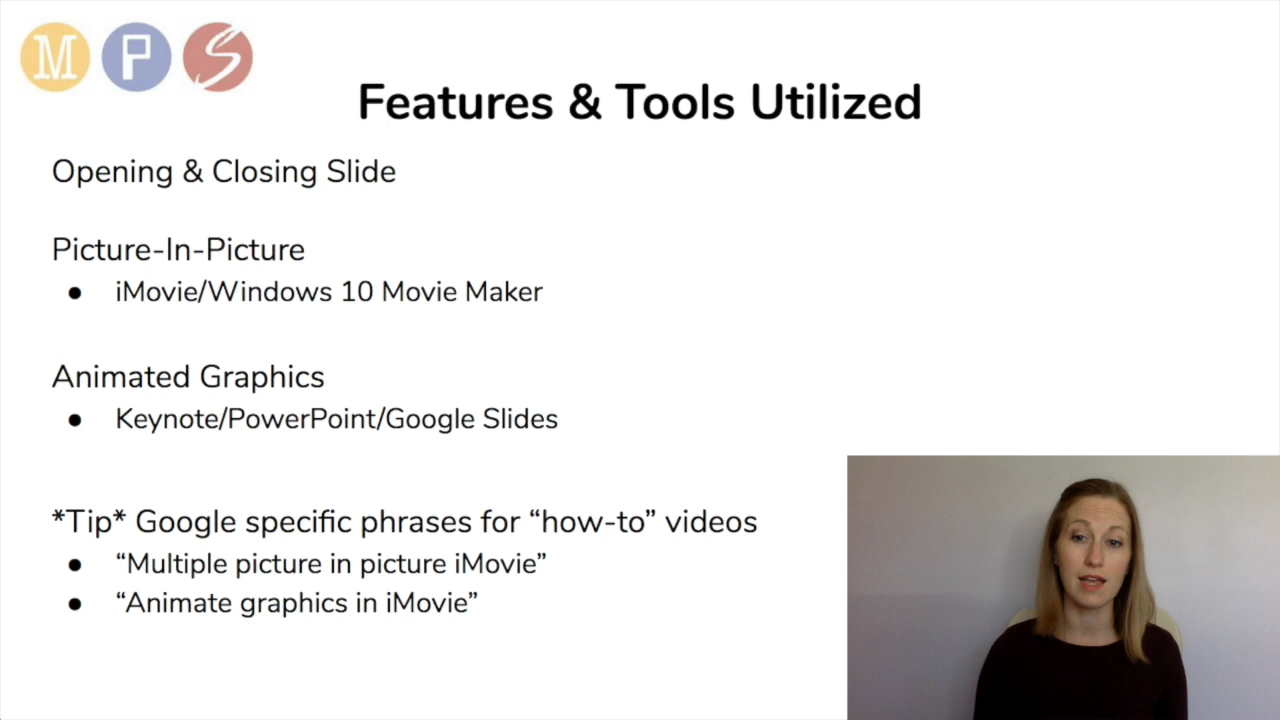 M P S
Features & Tools Utilized
Opening & Closing Slide
Picture-In-Picture
● iMovie/Windows 10 Movie Maker
Animated Graphics
● Keynote/PowerPoint/Google Slides
*Tip* Google specific phrases for “how-to” videos
● “Multiple picture in picture iMovie”
● “Animate graphics in iMovie”